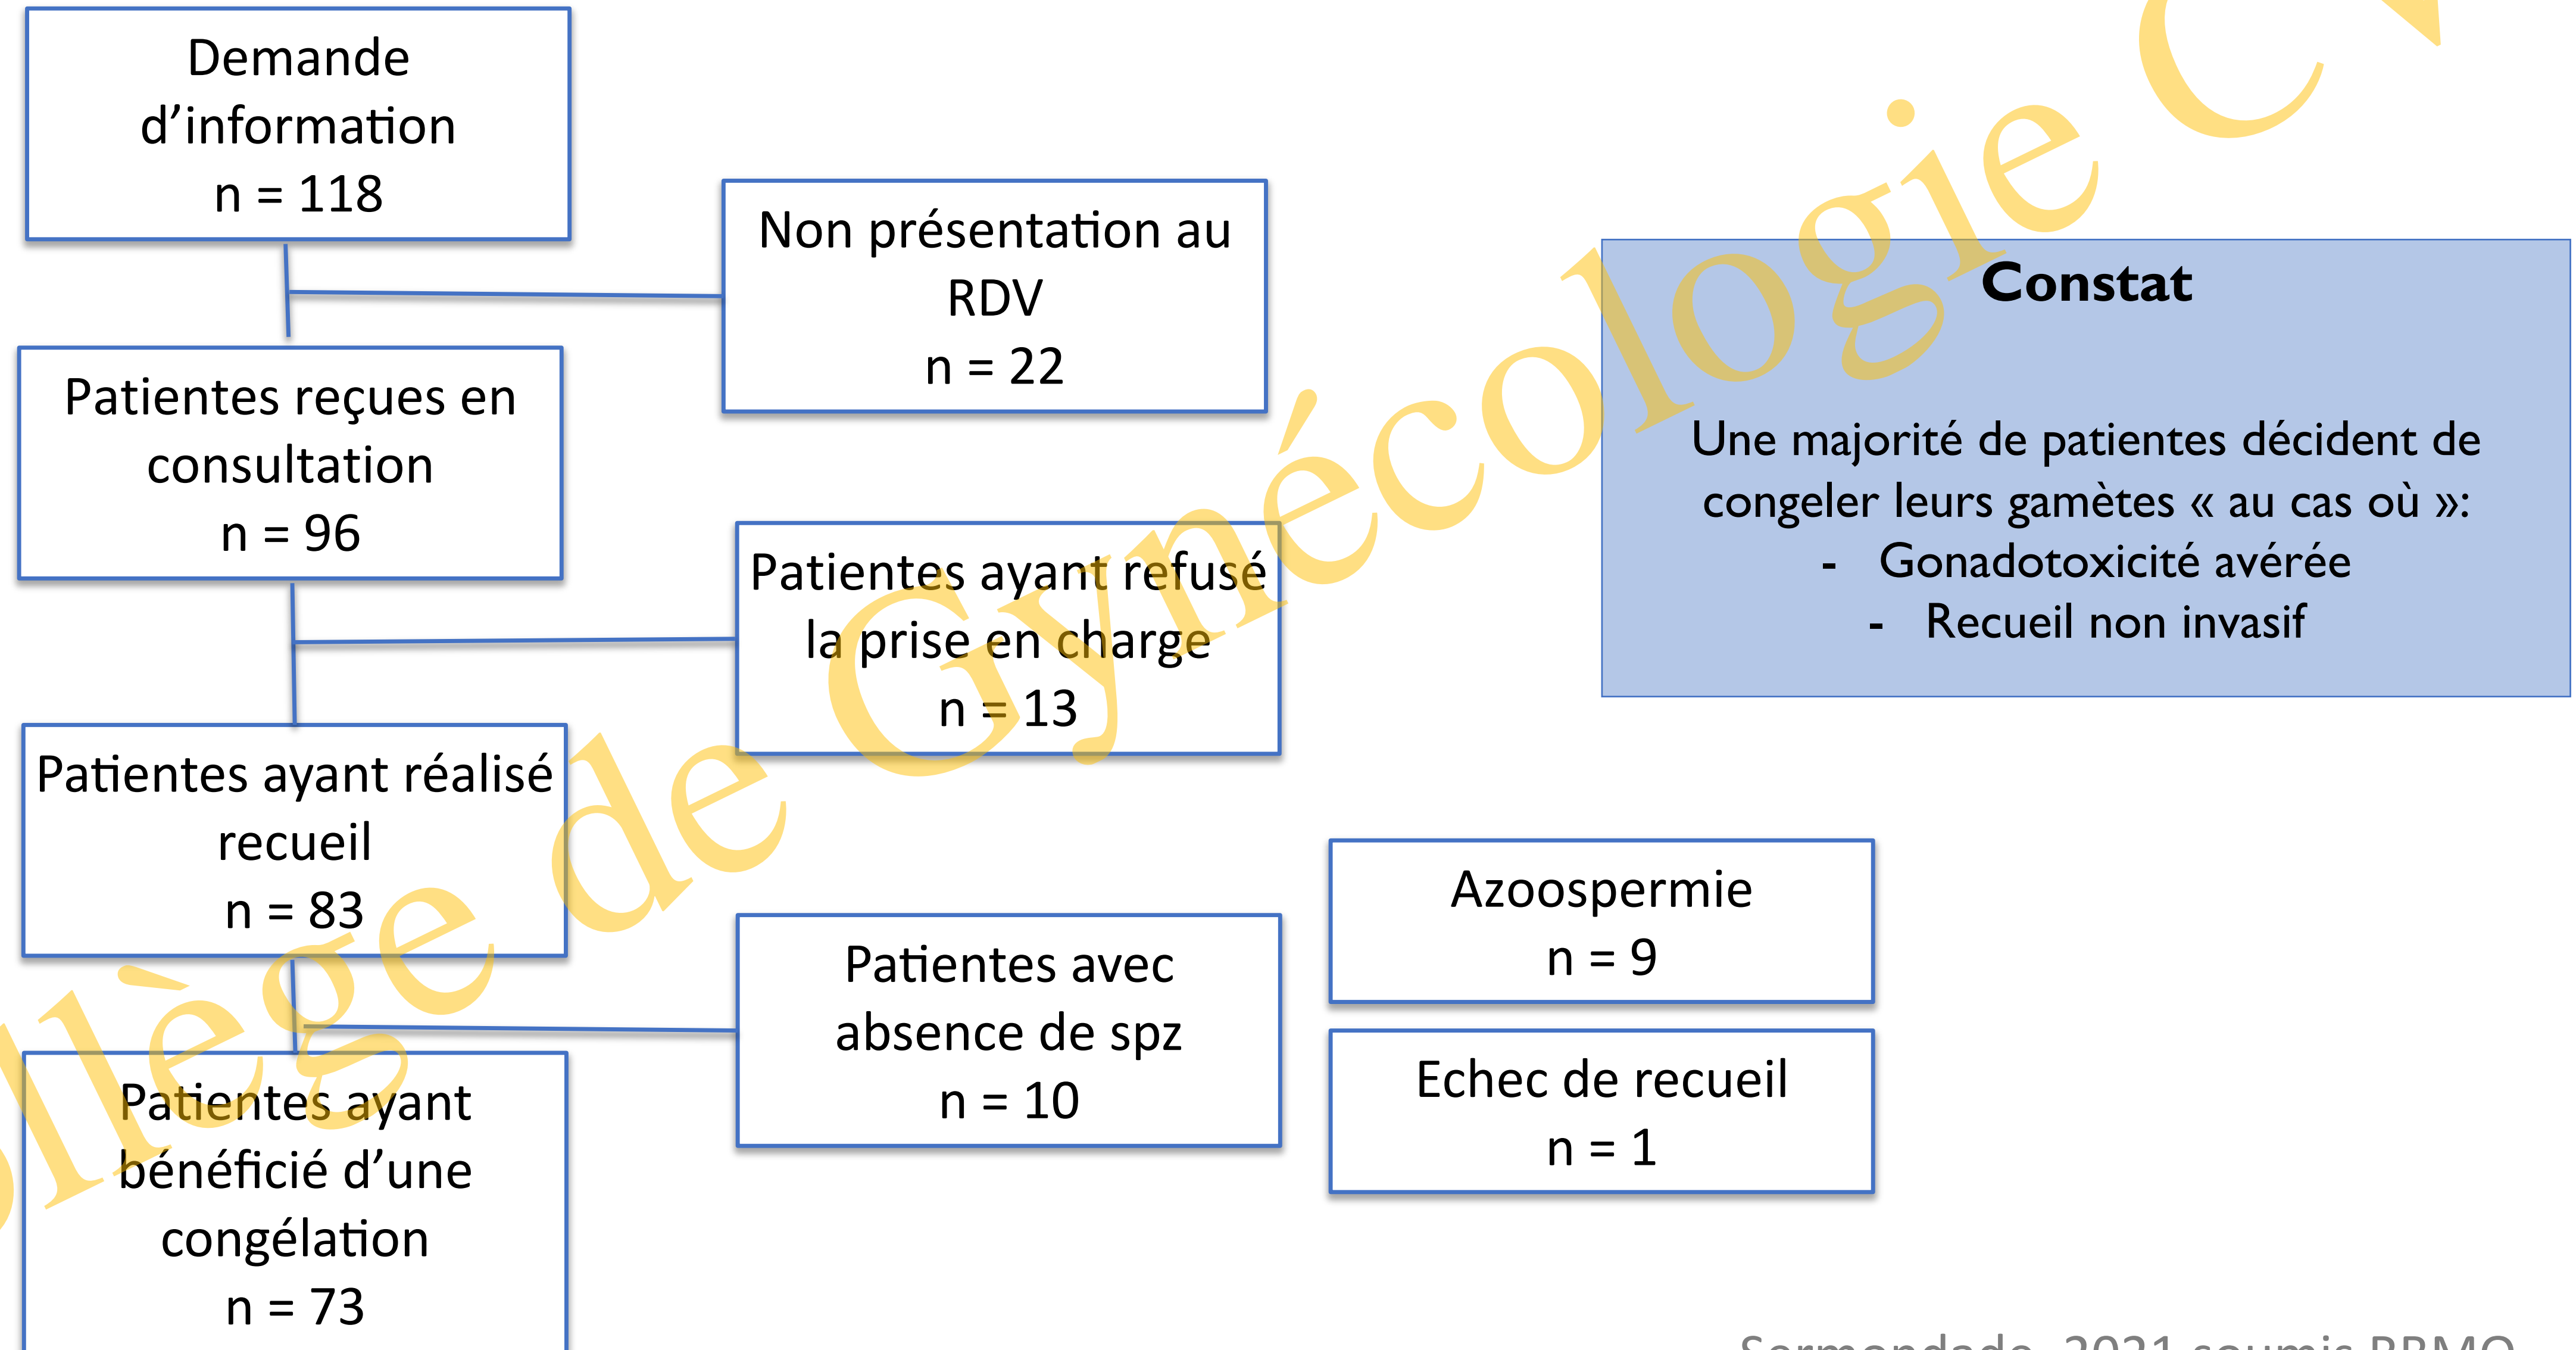 Demande
d’information
n = 118
Non présentation au
RDV
n = 22
Patientes reçues en
consultation
n = 96
Patientes ayant refusé
la prise en charge
n = 13
Patientes ayant réalisé
recueil
n = 83
Patientes avec
absence de spz
n = 10
Azoospermie
n = 9
Echec de recueil
n = 1
Patientes ayant
bénéficié d’une
congélation
n = 73
Constat
Une majorité de patientes décident de
congeler leurs gamètes « au cas où »:
- Gonadotoxicité avérée
- Recueil non invasif
de Gynécologie
2021 soumis